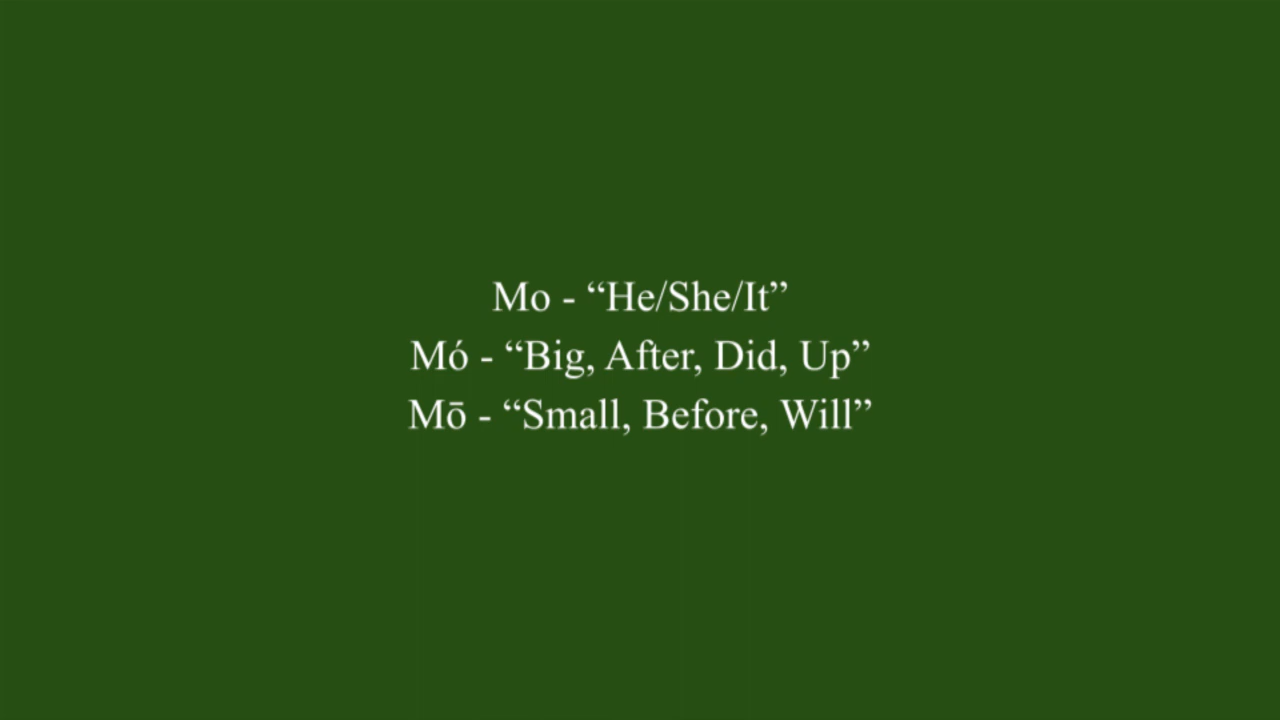 Mo - “He/She/It”
Mó - “Big, After, Did, Up”
Mō - “Small, Before, Will”